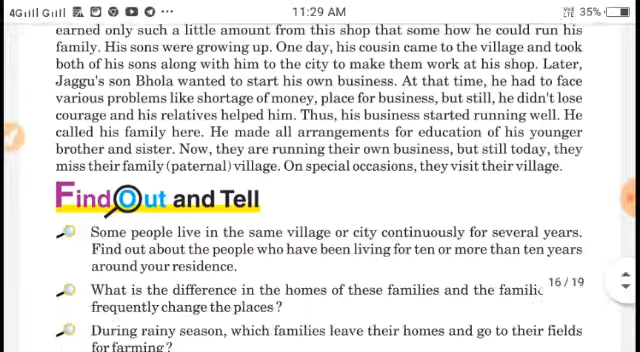 4G 11:29 AM 35%
earned only such a little amount from this shop that some how he could run his
family. His sons were growing up. One day, his cousin came to the village and took
both of his sons along with him to the city to make them work at his shop. Later,
Jaggu's son Bhola wanted to start his own business. At that time, he had to face
various problems like shortage of money, place for business, but still, he didn't lose
courage and his relatives helped him. Thus, his business started running well. He
called his family here. He made all arrangements for education of his younger
brother and sister. Now, they are running their own business, but still today, they
miss their family (paternal) village. On special occasions, they visit their village.
Find Out and Tell
Some people live in the same village or city continuously for several years.
Find out about the people who have been living for ten or more than ten years
around your residence.
What is the difference in the homes of these families and the 16/19
frequently change the places ?
During rainy season, which families leave their homes and go to their fields
for farming ?